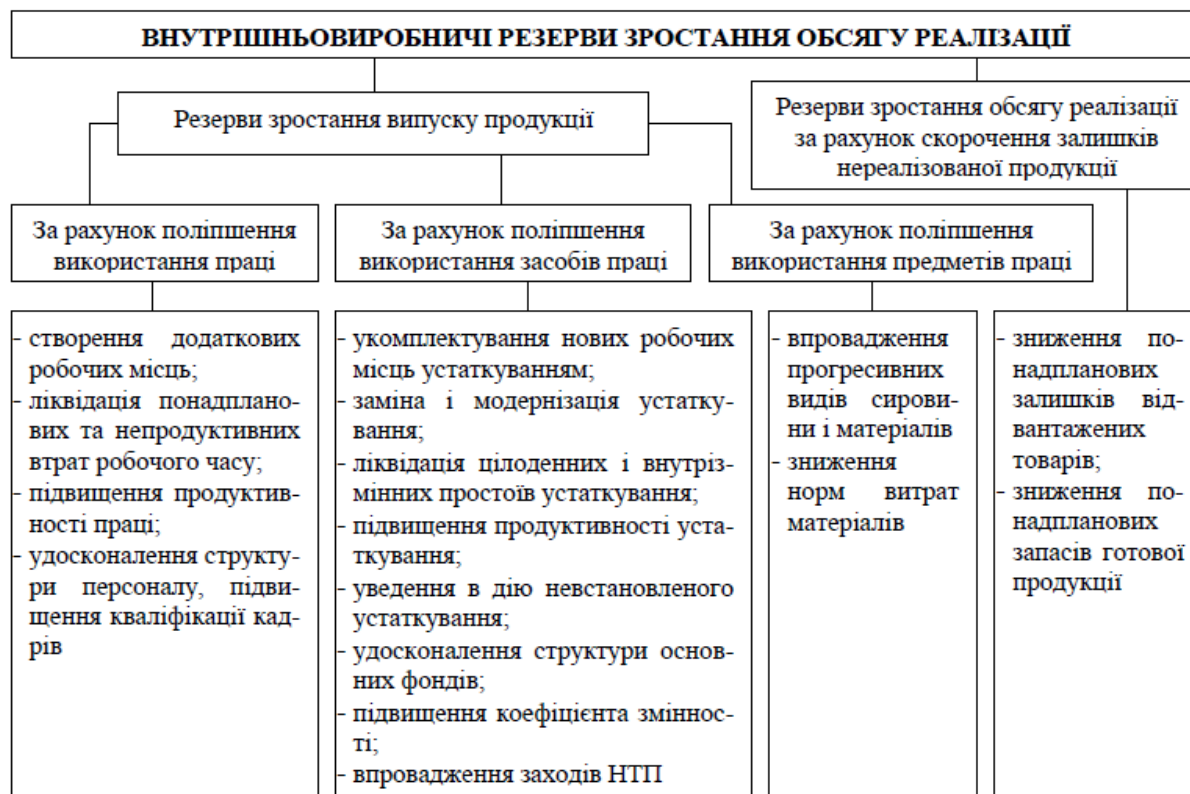 ВНУТРІШНЬОВИРОБНИЧІ РЕЗЕРВИ ЗРОСТАННЯ ОБСЯГУ РЕАЛІЗАЦІЇ
Резерви зростання випуску продукції
Резерви зростання обсягу реалізації
за рахунок скорочення залишків
нереалізованої продукції
За рахунок поліпшення
використання праці
За рахунок поліпшення
використання засобів праці
За рахунок поліпшення
використання предметів праці
- створення додаткових
робочих місць;
- ліквідація понадплано-
вих та непродуктивних
втрат робочого часу;
- підвищення продуктив-
ності праці;
- удосконалення структу-
ри персоналу, підви-
щення кваліфікації кад-
рів
- укомплектування нових робочих
місць устаткуванням;
- заміна і модернізація устатку-
вання;
- ліквідація цілоденних і внутріз-
мінних простоїв устаткування;
- підвищення продуктивності уста-
ткування;
- уведення в дію невстановленого
устаткування;
- удосконалення структури основ-
них фондів;
- підвищення коефіцієнта зміннос-
ті;
- впровадження заходів НТП
- впровадження
прогресивних
видів сирови-
ни і матеріалів
- зниження
норм витрат
матеріалів
- зниження по-
надпланових
залишків від-
вантажених
товарів;
- зниження по-
надпланових
запасів готової
продукції